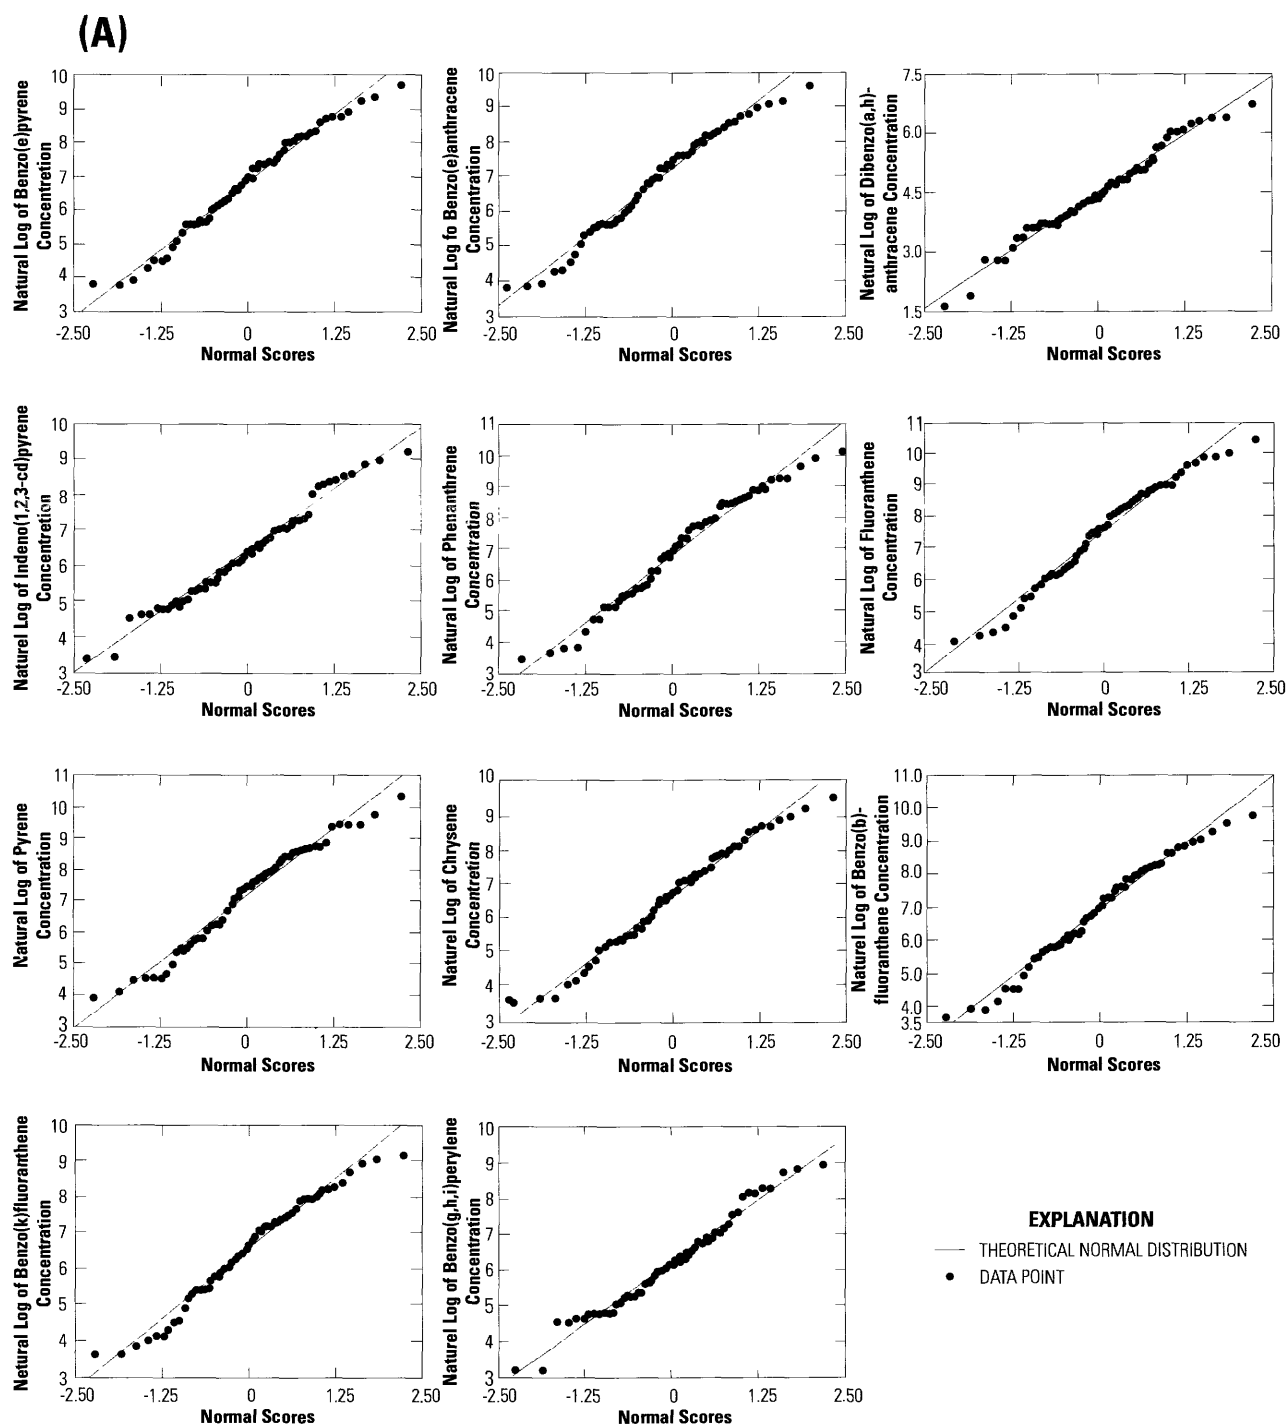 (A)
Natural Log of Benzo(e)pyrene
Concentretion
10
9
8
7
6
5
4
3
-2.50 -1.25 0 1.25 2.50
Normal Scores
Natural Log fo Benzo(e)anthracene
Concentration
10
9
8
7
6
5
4
3
-2.50 -1.25 0 1.25 2.50
Normal Scores
Neturel Log of Dibenzo(a,h)-
anthracene Concentration
7.5
6.0
4.5
3.0
1.5
-2.50 -1.25 0 1.25 2.50
Normal Scores
Naturel Log of Indeno(1,2,3-cd)pyrene
Concentretion
10
9
8
7
6
5
4
3
-2.50 -1.25 0 1.25 2.50
Normal Scores
Natural Log of Phenanthrene
Concentration
11
10
9
8
7
6
5
4
3
-2.50 -1.25 0 1.25 2.50
Normal Scores
Natural Log of Fluoranthene
Concentration
11
10
9
8
7
6
5
4
3
-2.50 -1.25 0 1.25 2.50
Normal Scores
Natural Log of Pyrene
Concentration
11
10
9
8
7
6
5
4
3
-2.50 -1.25 0 1.25 2.50
Normal Scores
Naturel Log of Chrysene
Concentretion
10
9
8
7
6
5
4
3
-2.50 -1.25 0 1.25 2.50
Normal Scores
Naturel Log of Benzo(b)-
fluoranthene Concentration
11.0
10.0
9.0
8.0
7.0
6.0
5.0
4.0
3.5
-2.50 -1.25 0 1.25 2.50
Normal Scores
Netural Log of Benzo(k)fluoranthene
Concentration
10
9
8
7
6
5
4
3
-2.50 -1.25 0 1.25 2.50
Normal Scores
Naturel Log of Benzo(g,h,i)perylene
Concentration
10
9
8
7
6
5
4
3
-2.50 -1.25 0 1.25 2.50
Normal Scores
EXPLANATION
THEORETICAL NORMAL DISTRIBUTION
DATA POINT